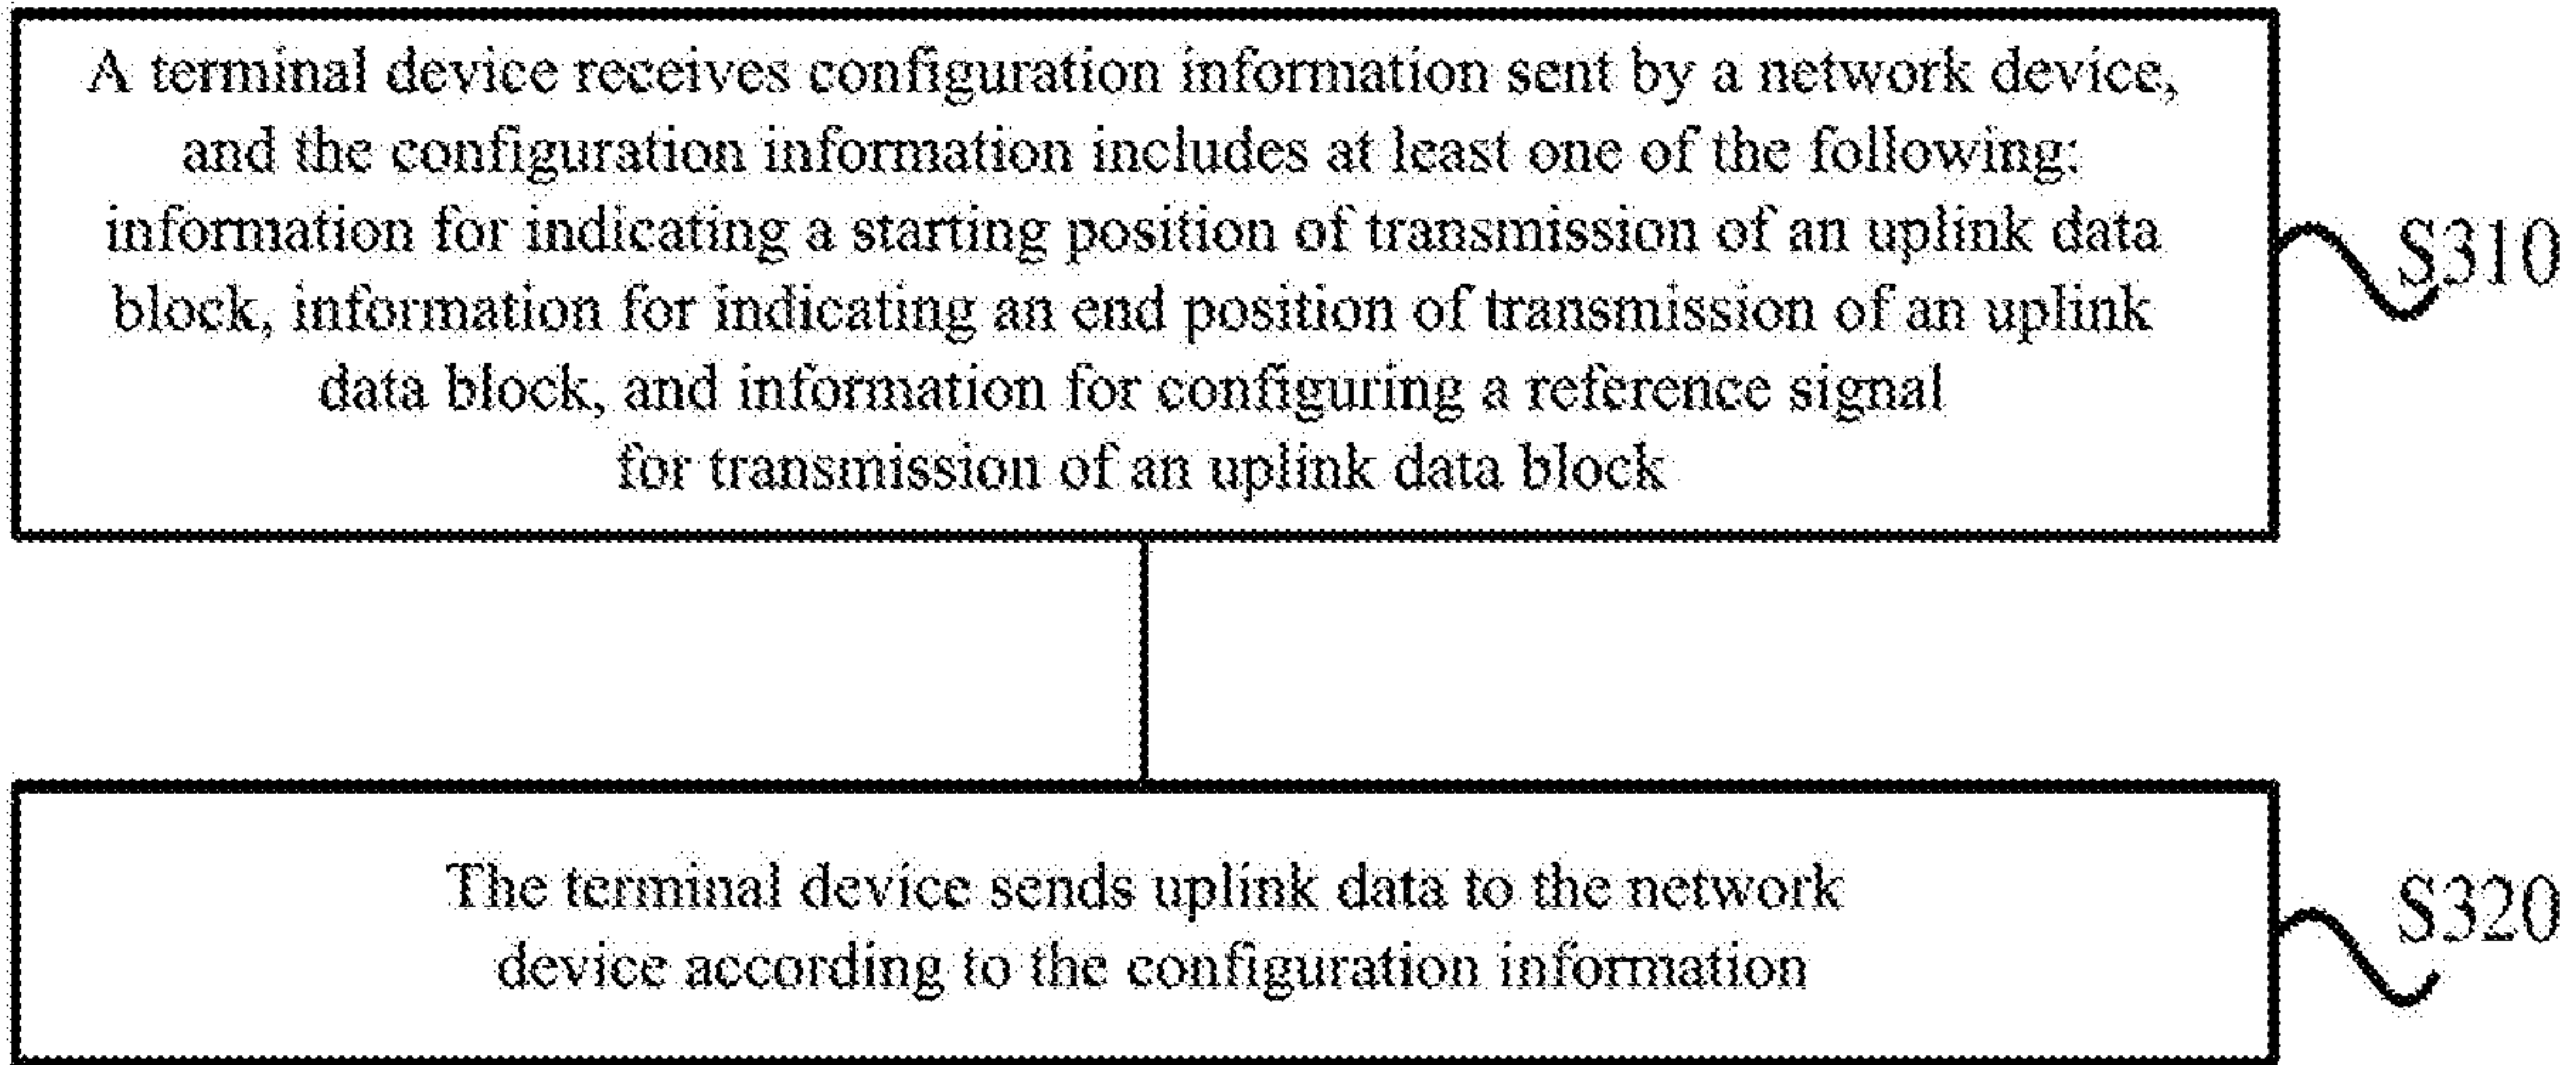 A terminal device receives configuration information sent by a network device,
and the configuration information includes at least one of the following:
information for indicating a starting position of transmission of an uplink data
block, information for indicating an end position of transmission of an uplink
data block, and information for configuring a reference signal
for transmission of an uplink data block
S310
The terminal device sends uplink data to the network
device according to the configuration information
S320